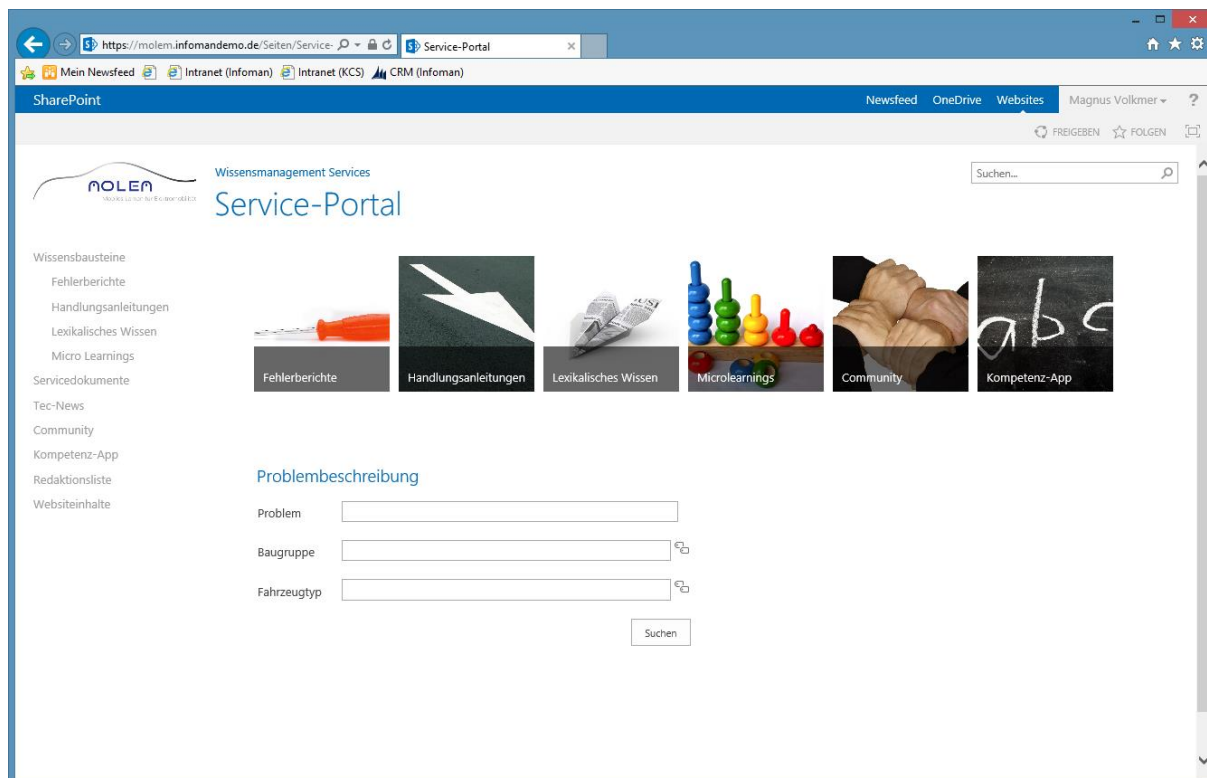 https://molem.infomandemo.de/Seiten/Service-
Service-Portal
Mein Newsfeed
Intranet (Infoman)
Intranet (KCS)
CRM (Infoman)
SharePoint
Newsfeed
OneDrive
Websites
Magnus Volkmer
?
FREIGEBEN
FOLGEN
MOLEM
Wissensmanagement Services
Service-Portal
Suchen...
Wissensbausteine
Fehlerberichte
Handlungsanleitungen
Lexikalisches Wissen
Micro Learnings
Servicedokumente
Tec-News
Community
Kompetenz-App
Redaktionsliste
Websiteinhalte
Fehlerberichte
Handlungsanleitungen
Lexikalisches Wissen
Microlearnings
Community
abc
Kompetenz-App
Problembeschreibung
Problem
Baugruppe
Fahrzeugtyp
Suchen